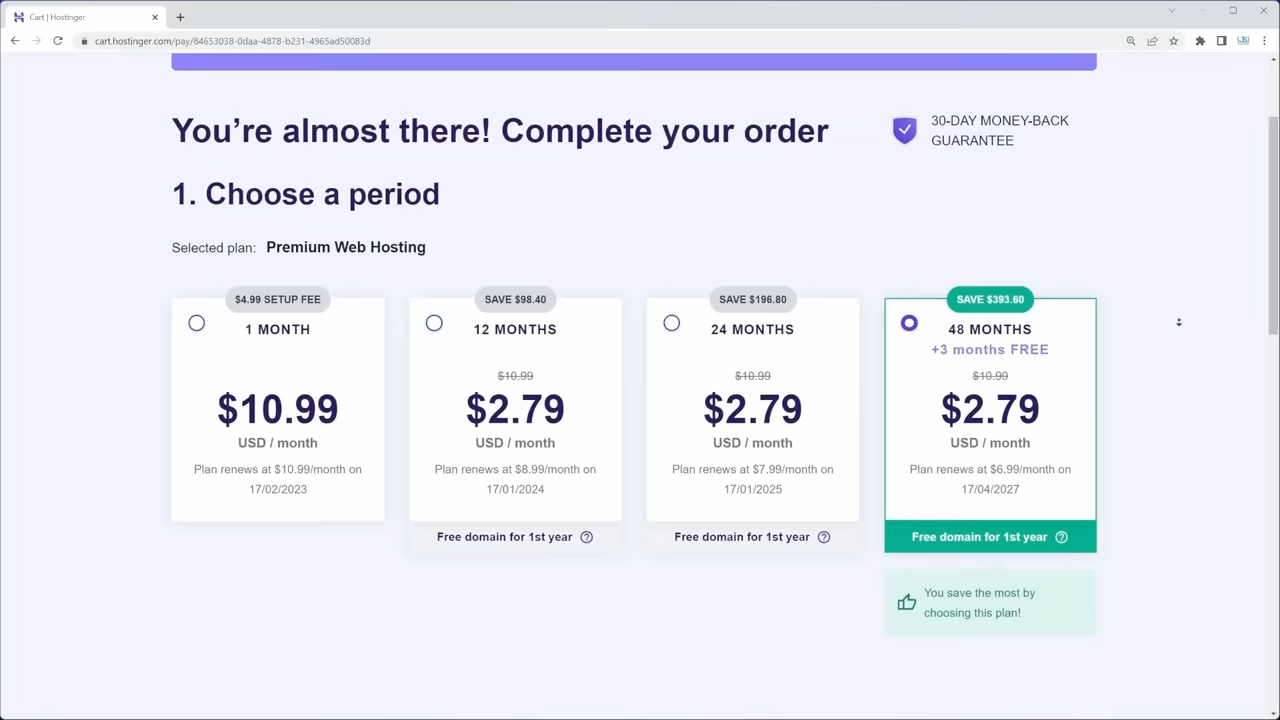 Cart | Hostinger
cart.hostinger.com/pay/84653038-0daa-4878-b231-4965ad50083d
You’re almost there! Complete your order
30-DAY MONEY-BACK
GUARANTEE
1. Choose a period
Selected plan: Premium Web Hosting
$4.99 SETUP FEE
1 MONTH
$10.99
USD / month
Plan renews at $10.99/month on
17/02/2023
SAVE $98.40
12 MONTHS
$10.99
$2.79
USD / month
Plan renews at $8.99/month on
17/01/2024
Free domain for 1st year
SAVE $196.80
24 MONTHS
$10.99
$2.79
USD / month
Plan renews at $7.99/month on
17/01/2025
Free domain for 1st year
SAVE $393.60
48 MONTHS
+3 months FREE
$10.99
$2.79
USD / month
Plan renews at $6.99/month on
17/04/2027
Free domain for 1st year
You save the most by
choosing this plan!